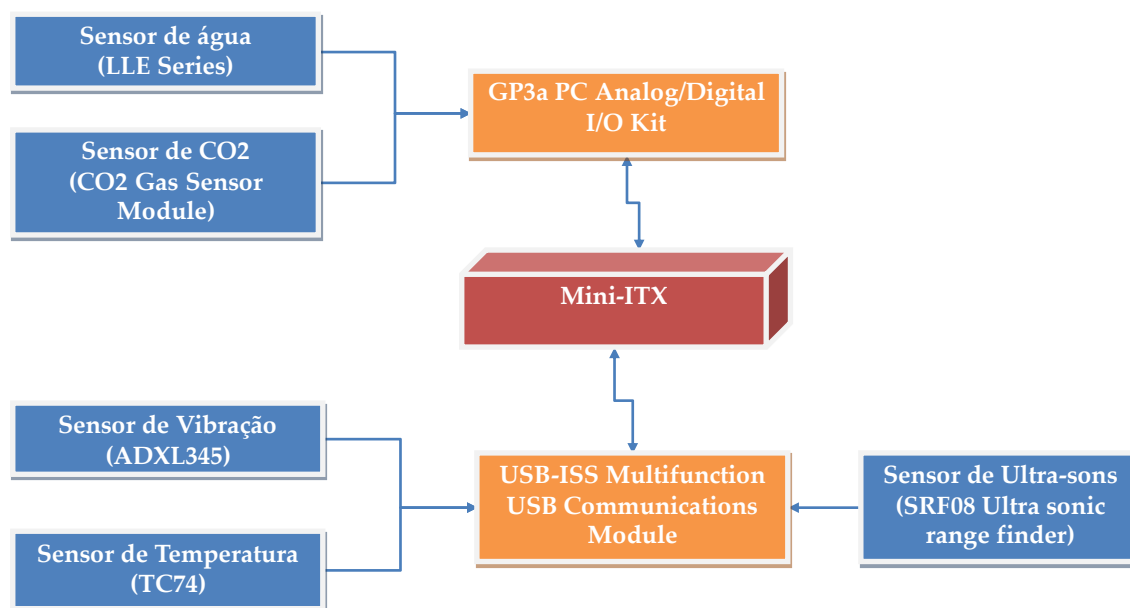 Sensor de água
(LLE Series)
GP3a PC Analog/Digital
I/O Kit
Sensor de CO2
(CO2 Gas Sensor
Module)
Mini-ITX
Sensor de Vibração
(ADXL345)
USB-ISS Multifunction
USB Communications
Module
Sensor de Ultra-sons
(SRF08 Ultra sonic
range finder)
Sensor de Temperatura
(TC74)